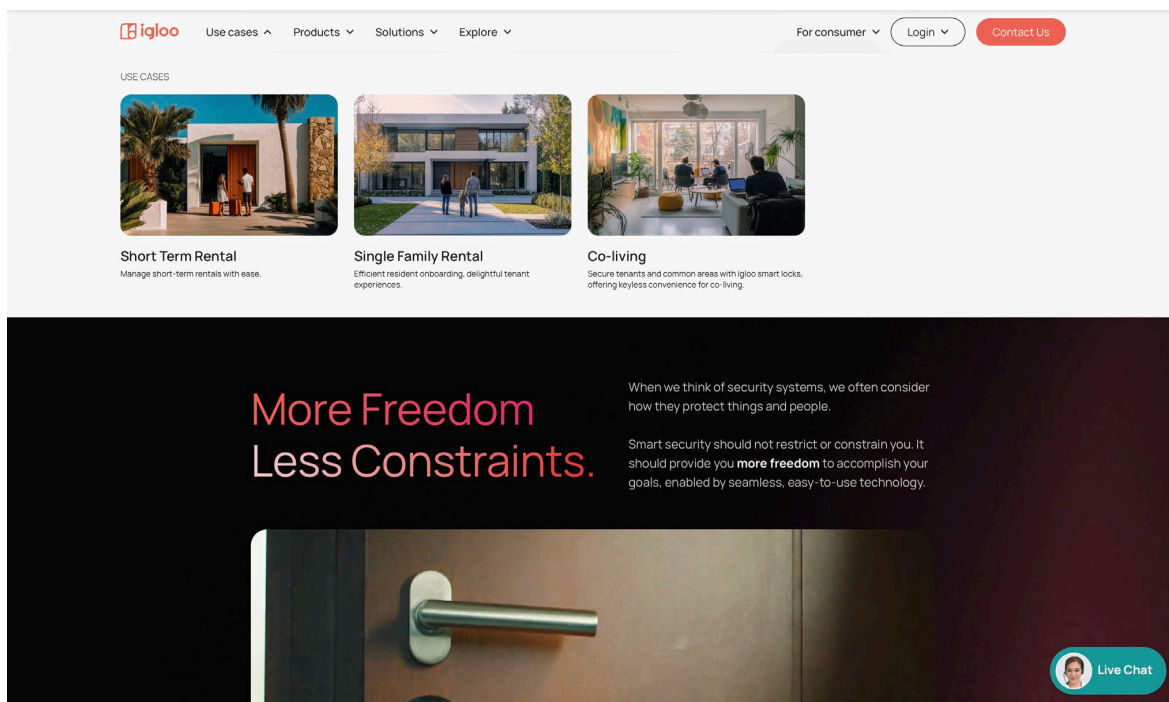 igloo
Use cases
Products
Solutions
Explore
For consumer
Login
Contact Us
USE CASES
Short Term Rental
Manage short-term rentals with ease.
Single Family Rental
Efficient resident onboarding, delightful tenant
experiences.
Co-living
Secure tenants and common areas with Igloo smart locks,
offering keyless convenience for co-living.
More Freedom
Less Constraints.
When we think of security systems, we often consider
how they protect things and people.
Smart security should not restrict or constrain you. It
should provide you more freedom to accomplish your
goals, enabled by seamless, easy-to-use technology.
Live Chat